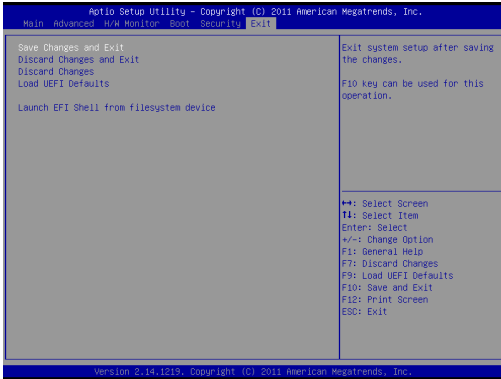 Aptio Setup Utility - Copyright (C) 2011 American Megatrends, Inc.
Main Advanced H/W Monitor Boot Security Exit
Save Changes and Exit
Discard Changes and Exit
Discard Changes
Load UEFI Defaults
Launch EFI Shell from filesystem device
Exit system setup after saving
the changes.
F10 key can be used for this
operation.
↔: Select Screen
↑↓: Select Item
Enter: Select
+/-: Change Option
F1: General Help
F7: Discard Changes
F9: Load UEFI Defaults
F10: Save and Exit
F12: Print Screen
ESC: Exit
Version 2.14.1219. Copyright (C) 2011 American Megatrends, Inc.